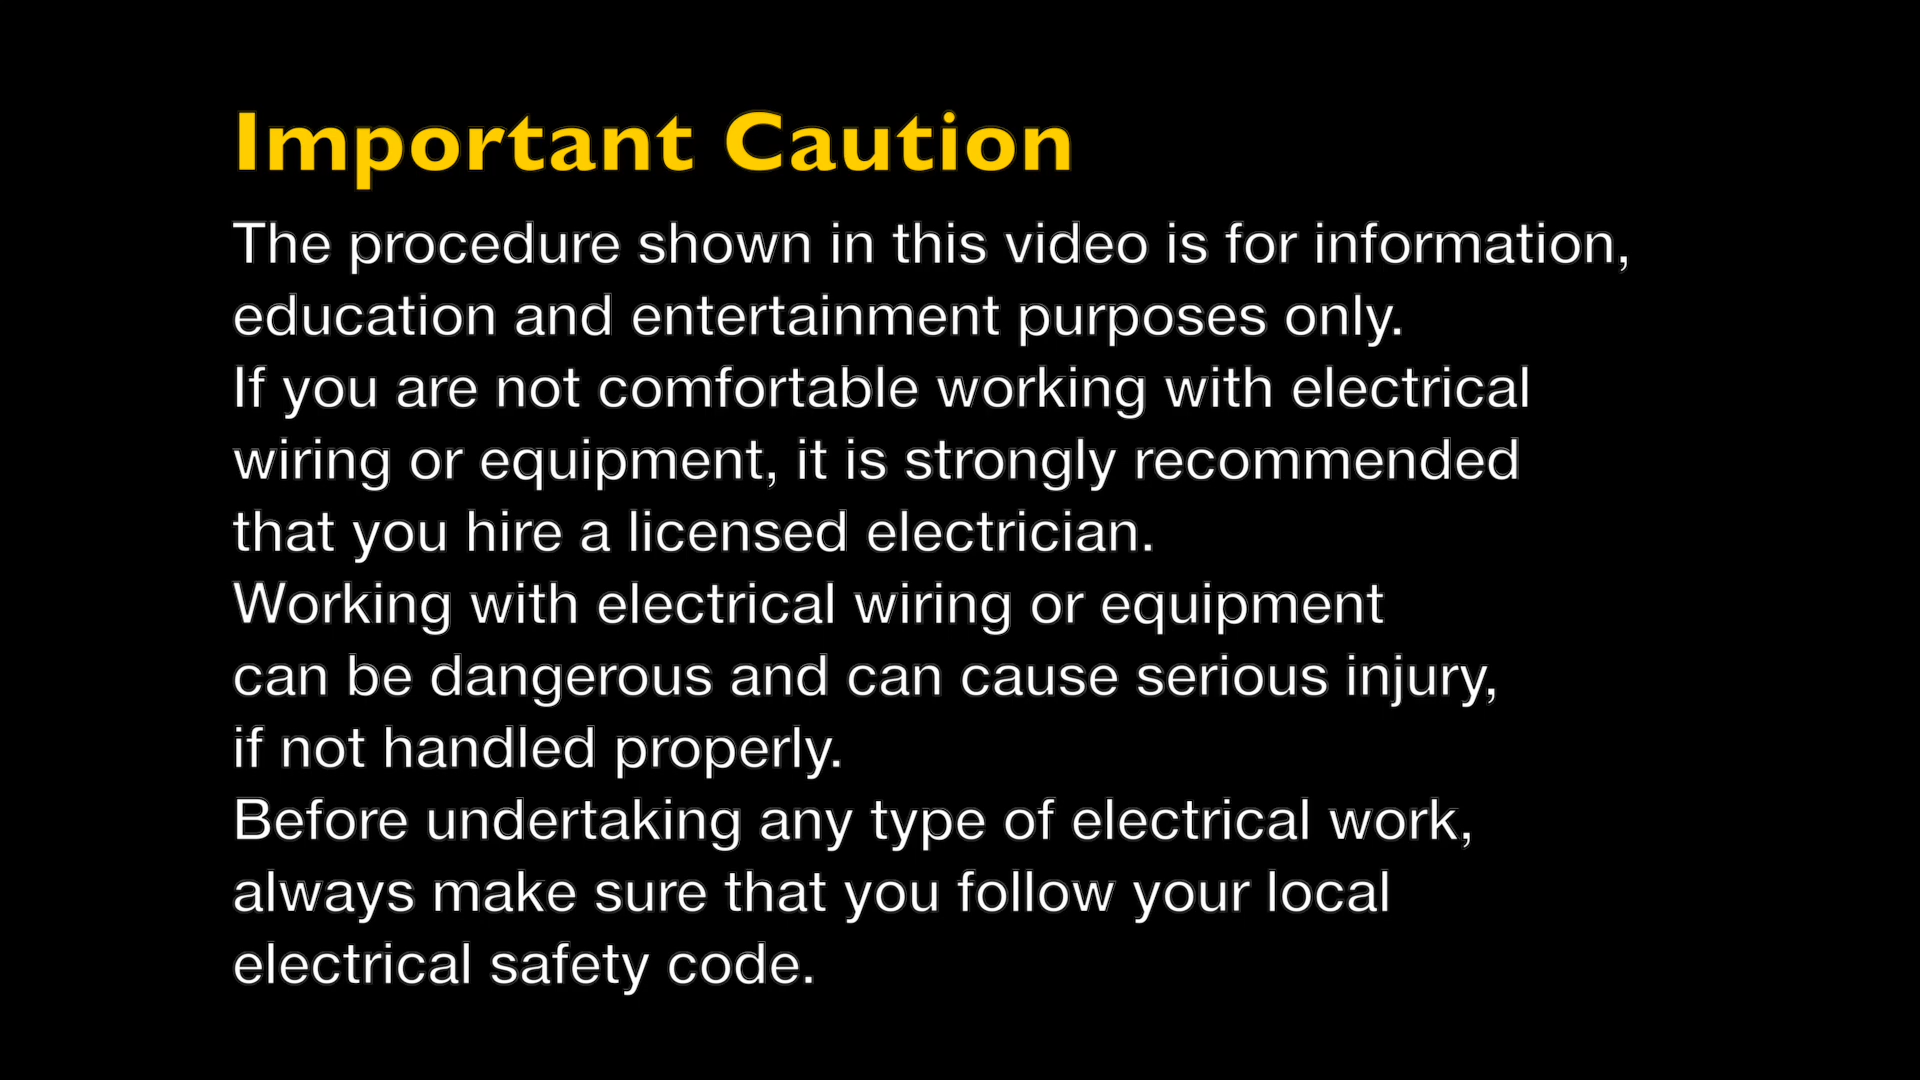 Important Caution
The procedure shown in this video is for information,
education and entertainment purposes only.
If you are not comfortable working with electrical
wiring or equipment, it is strongly recommended
that you hire a licensed electrician.
Working with electrical wiring or equipment
can be dangerous and can cause serious injury,
if not handled properly.
Before undertaking any type of electrical work,
always make sure that you follow your local
electrical safety code.